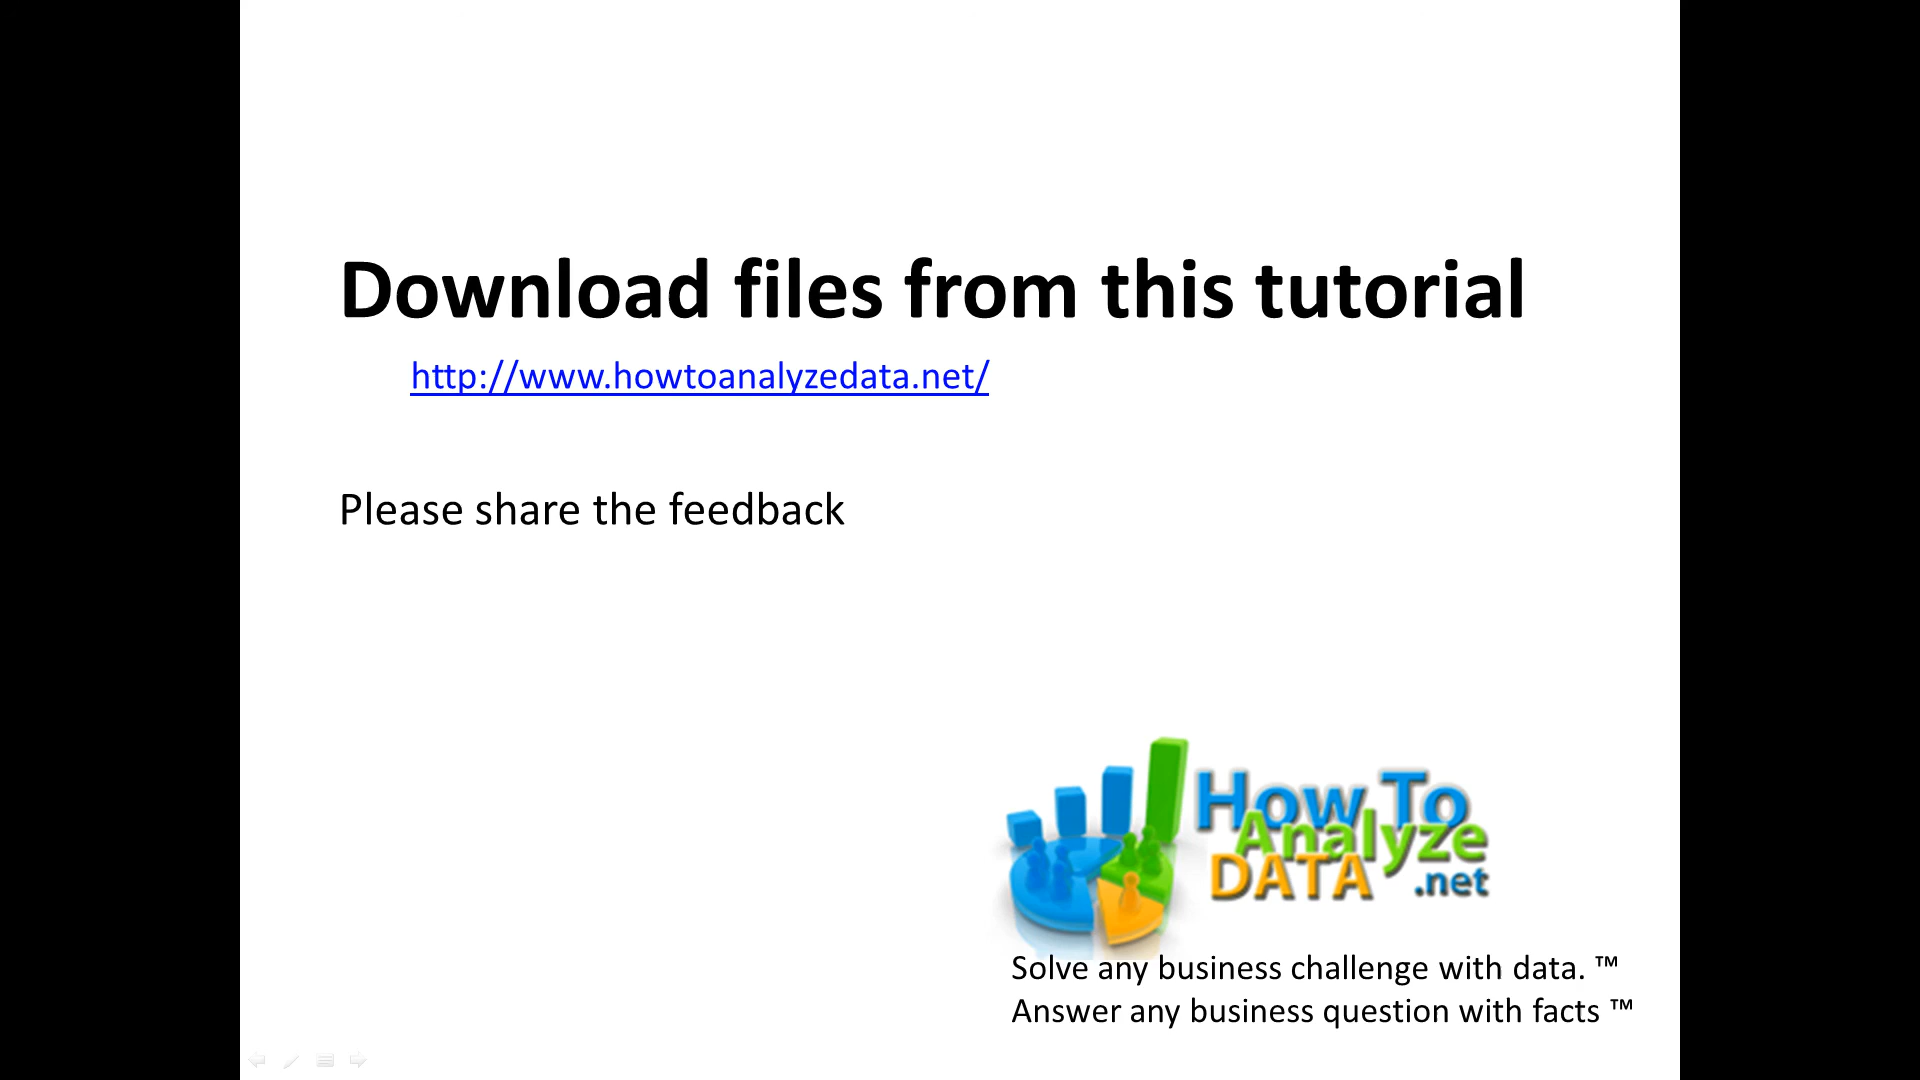 Download files from this tutorial
http://www.howtoanalyzedata.net/
Please share the feedback
How To
Analyze
DATA
.net
Solve any business challenge with data. ™
Answer any business question with facts ™